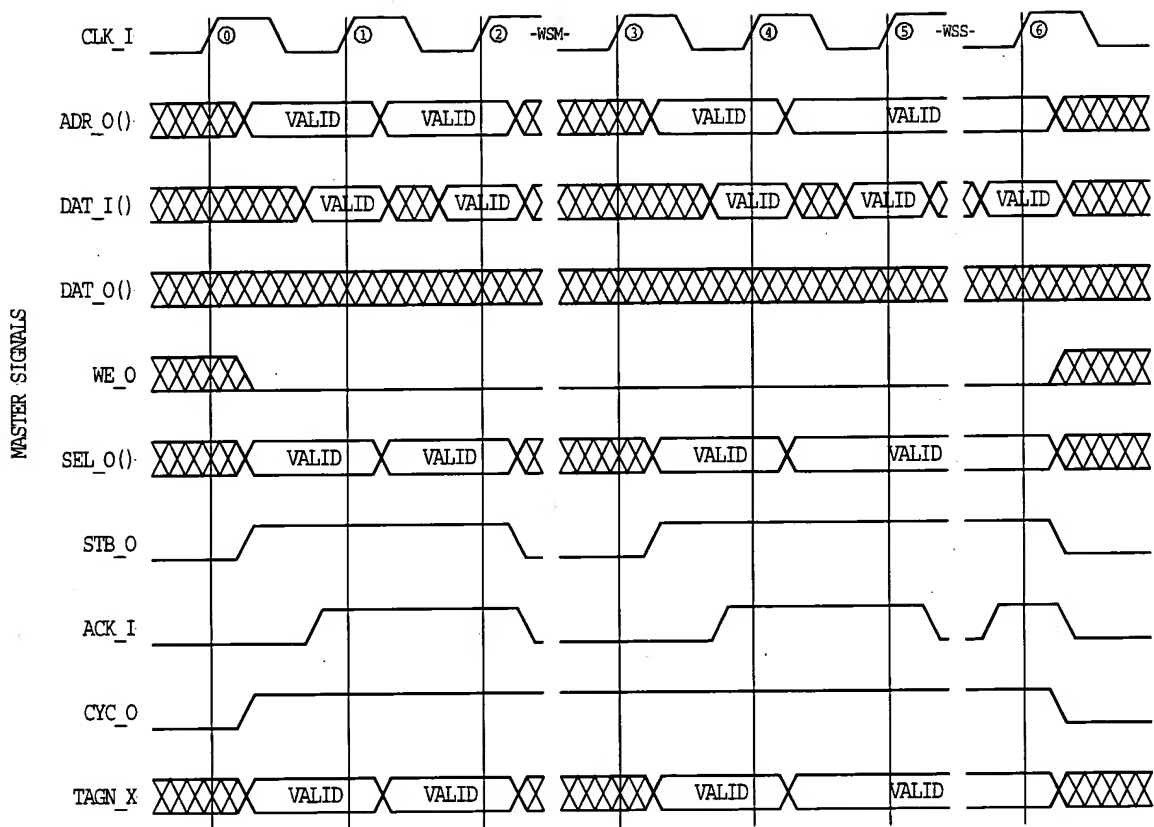 CLK_I 0 1 2 -WSM- 3 4 5 -WSS- 6
ADR_O() VALID VALID VALID VALID
DAT_I() VALID VALID VALID VALID VALID
DAT_O()
MASTER SIGNALS
WE_O
SEL_O() VALID VALID VALID VALID
STB_O
ACK_I
CYC_O
TAGN_X VALID VALID VALID VALID